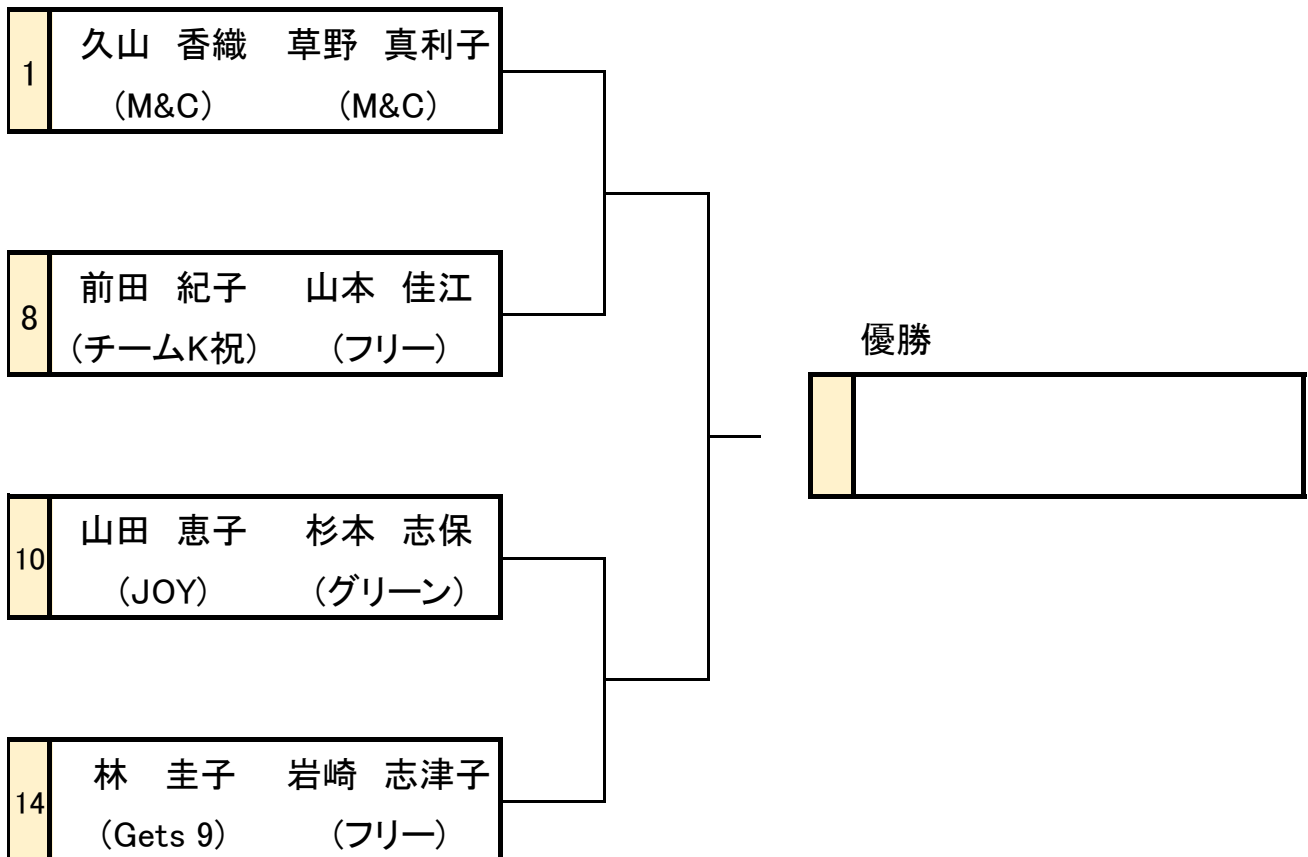 1
久山　香織　草野　真利子
(M&C)　(M&C)
8
前田　紀子　山本　佳江
(チームK祝)　(フリー)
優勝
10
山田　恵子　杉本　志保
(JOY)　(グリーン)
14
林　圭子　岩崎　志津子
(Gets 9)　(フリー)